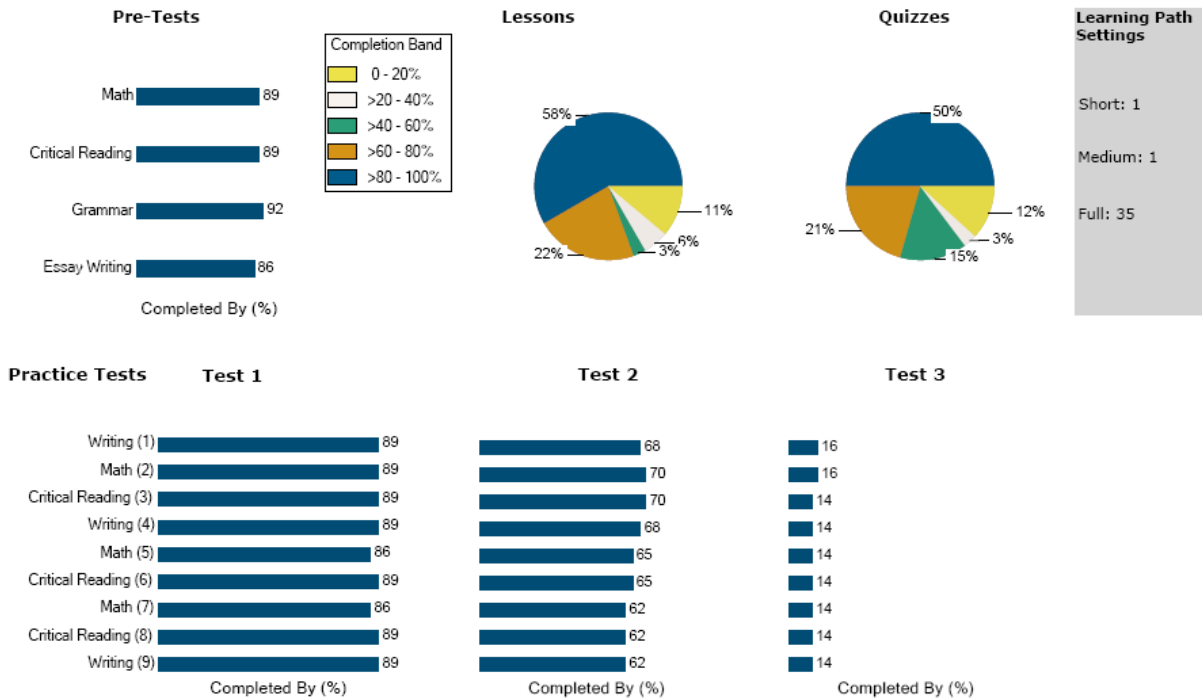 Pre-Tests
Math 89
Critical Reading 89
Grammar 92
Essay Writing 86
Completed By (%)
Completion Band
0 - 20%
>20 - 40%
>40 - 60%
>60 - 80%
>80 - 100%
Lessons
58%
11%
6%
3%
22%
Quizzes
50%
12%
3%
15%
21%
Learning Path
Settings
Short: 1
Medium: 1
Full: 35
Practice Tests Test 1 Test 2 Test 3
Writing (1) 89 68 16
Math (2) 89 70 16
Critical Reading (3) 89 70 14
Writing (4) 89 68 14
Math (5) 86 65 14
Critical Reading (6) 89 65 14
Math (7) 86 62 14
Critical Reading (8) 89 62 14
Writing (9) 89 62 14
Completed By (%) Completed By (%) Completed By (%)